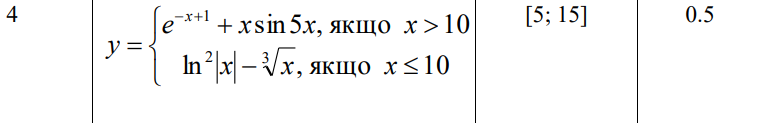 4
y = { e^{-x+1} + x sin 5x, якщо x > 10
ln²|x| − ∛x, якщо x ≤ 10
[5; 15]
0.5